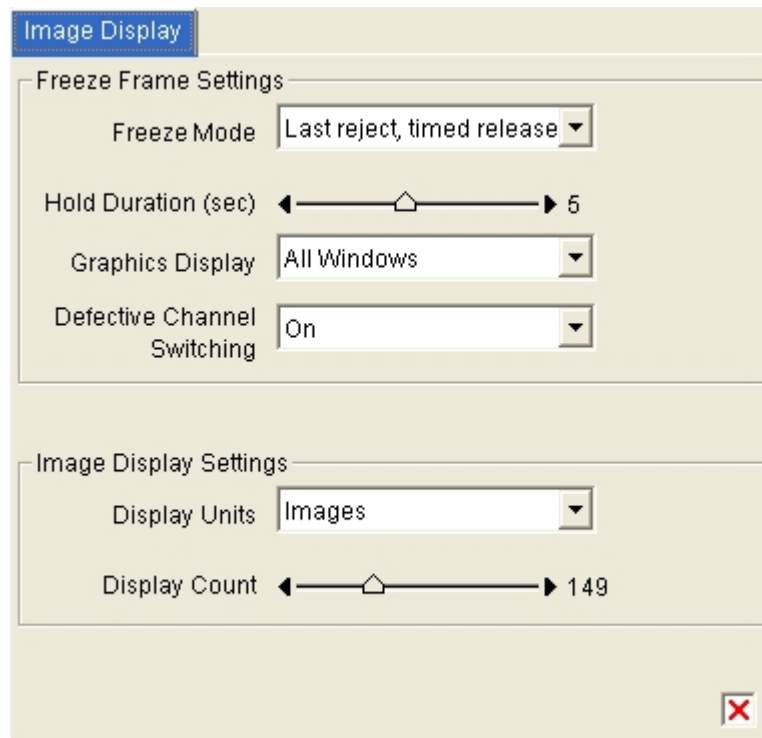 Image Display
Freeze Frame Settings
Freeze Mode Last reject, timed release
Hold Duration (sec) 5
Graphics Display All Windows
Defective Channel
Switching On
Image Display Settings
Display Units Images
Display Count 149